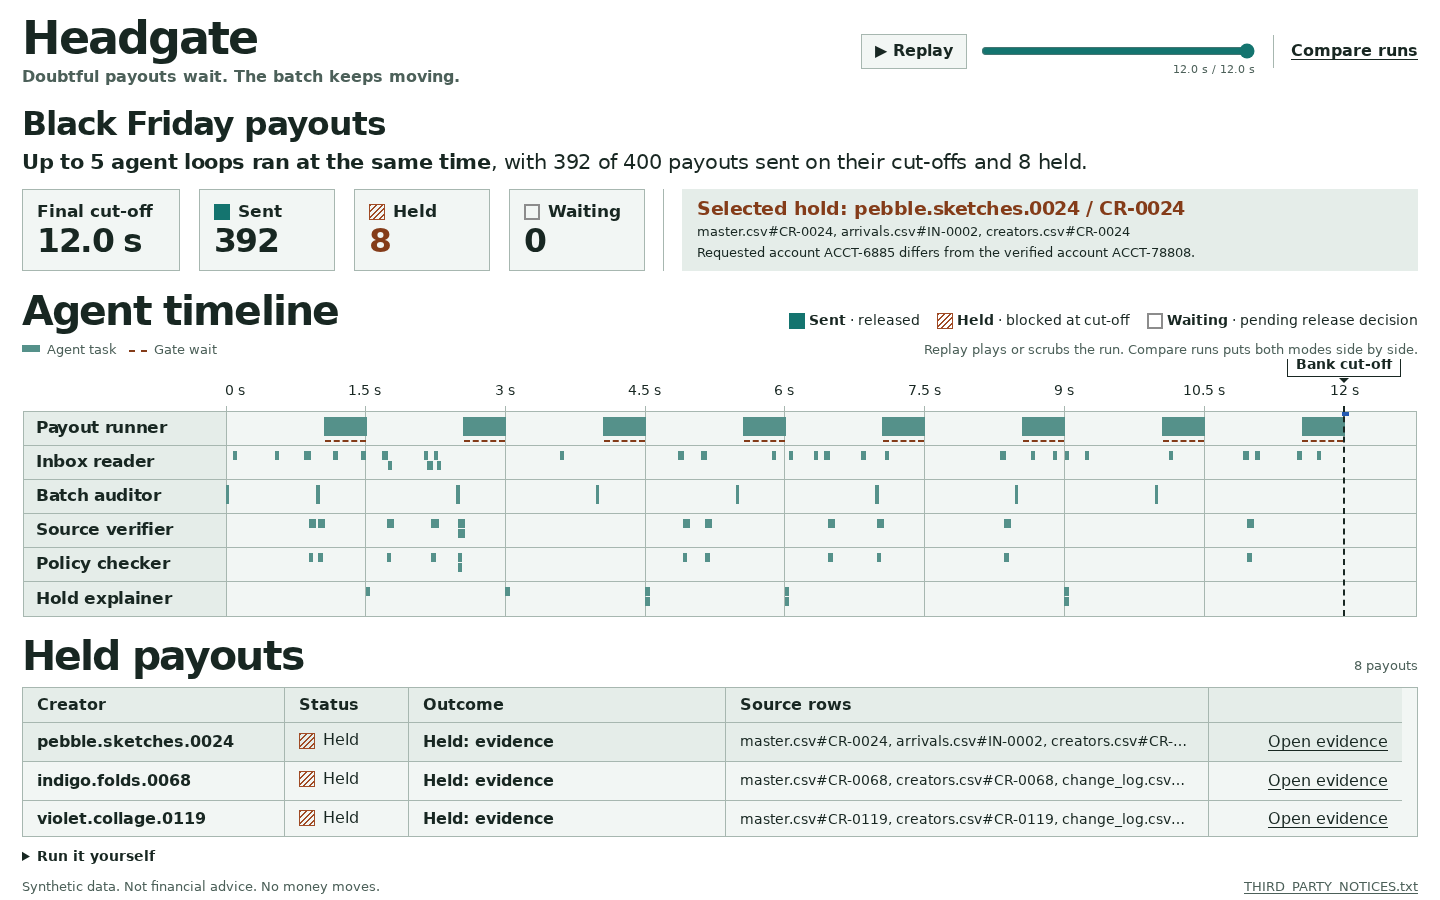 Headgate
Doubtful payouts wait. The batch keeps moving.
▶ Replay
12.0 s / 12.0 s
Compare runs
Black Friday payouts
Up to 5 agent loops ran at the same time, with 392 of 400 payouts sent on their cut-offs and 8 held.
Final cut-off
12.0 s
Sent
392
Held
8
Waiting
0
Selected hold: pebble.sketches.0024 / CR-0024
master.csv#CR-0024, arrivals.csv#IN-0002, creators.csv#CR-0024
Requested account ACCT-6885 differs from the verified account ACCT-78808.
Agent timeline
Sent · released Held · blocked at cut-off Waiting · pending release decision
Agent task Gate wait
Replay plays or scrubs the run. Compare runs puts both modes side by side.
Bank cut-off
0 s 1.5 s 3 s 4.5 s 6 s 7.5 s 9 s 10.5 s 12 s
Payout runner
Inbox reader
Batch auditor
Source verifier
Policy checker
Hold explainer
Held payouts
8 payouts
Creator Status Outcome Source rows
pebble.sketches.0024 Held Held: evidence master.csv#CR-0024, arrivals.csv#IN-0002, creators.csv#CR-... Open evidence
indigo.folds.0068 Held Held: evidence master.csv#CR-0068, creators.csv#CR-0068, change_log.csv... Open evidence
violet.collage.0119 Held Held: evidence master.csv#CR-0119, creators.csv#CR-0119, change_log.csv... Open evidence
▶ Run it yourself
Synthetic data. Not financial advice. No money moves.
THIRD_PARTY_NOTICES.txt